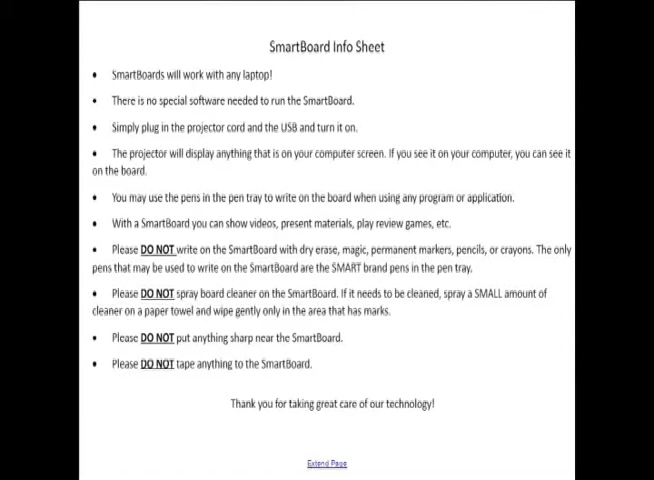 SmartBoard Info Sheet
• SmartBoards will work with any laptop!
• There is no special software needed to run the SmartBoard.
• Simply plug in the projector cord and the USB and turn it on.
• The projector will display anything that is on your computer screen. If you see it on your computer, you can see it
on the board.
• You may use the pens in the pen tray to write on the board when using any program or application.
• With a SmartBoard you can show videos, present materials, play review games, etc.
• Please DO NOT write on the SmartBoard with dry erase, magic, permanent markers, pencils, or crayons. The only
pens that may be used to write on the SmartBoard are the SMART brand pens in the pen tray.
• Please DO NOT spray board cleaner on the SmartBoard. If it needs to be cleaned, spray a SMALL amount of
cleaner on a paper towel and wipe gently only in the area that has marks.
• Please DO NOT put anything sharp near the SmartBoard.
• Please DO NOT tape anything to the SmartBoard.
Thank you for taking great care of our technology!
Extend Page